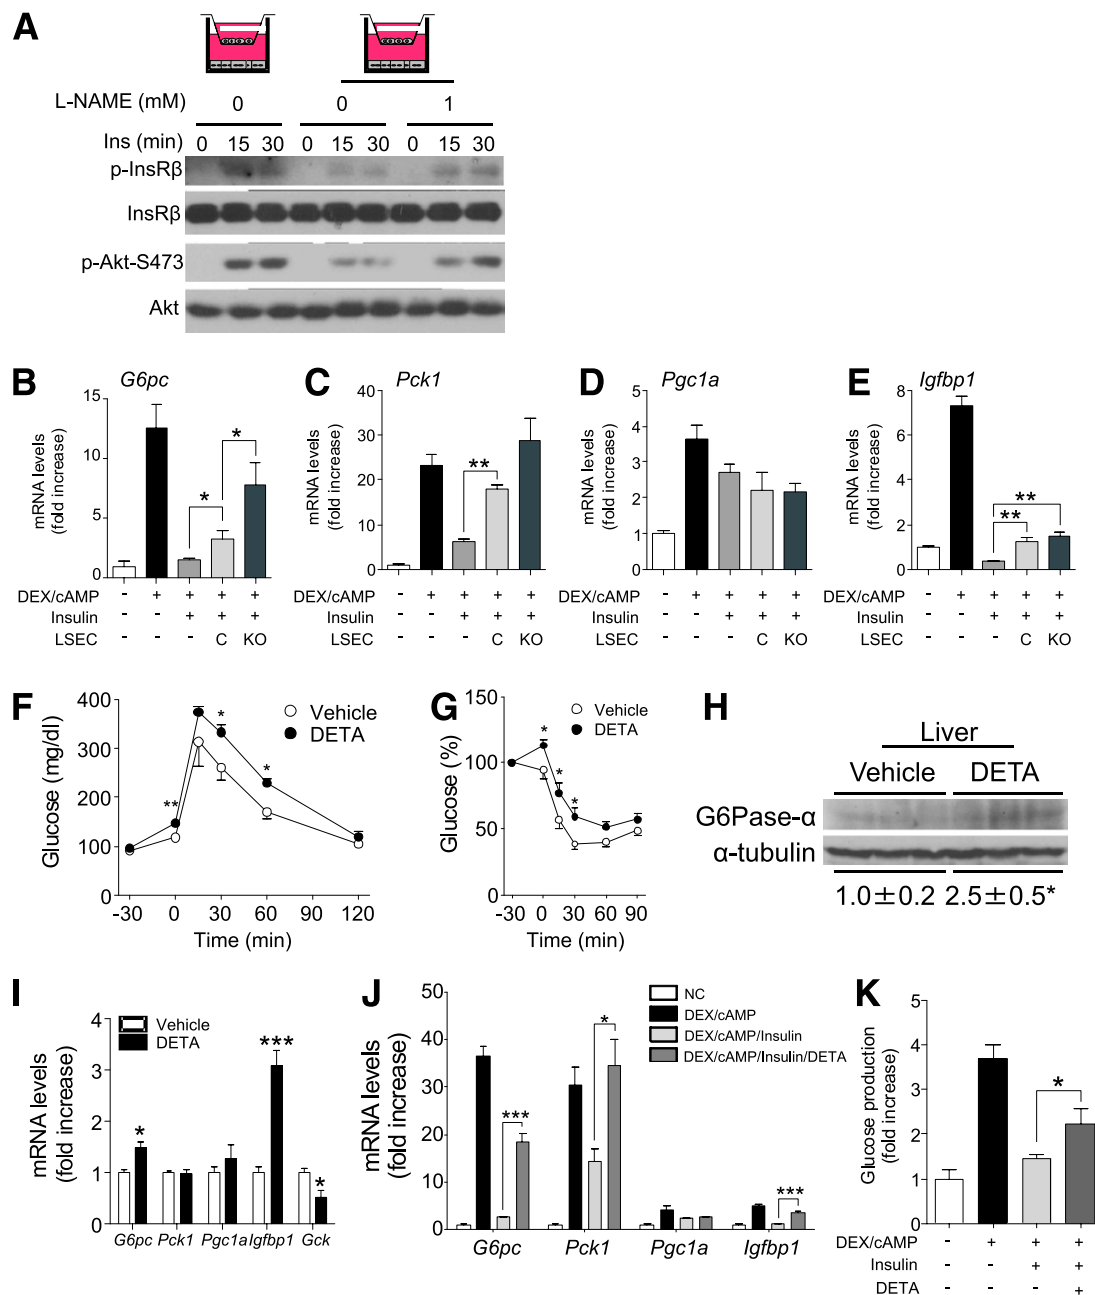 A
L-NAME (mM) 0 0 1
Ins (min) 0 15 30 0 15 30 0 15 30
p-InsRβ
InsRβ
p-Akt-S473
Akt
B G6pc
mRNA levels
(fold increase)
15
10
5
0
DEX/cAMP - + + + +
Insulin - - + + +
LSEC - - - C KO
C Pck1
mRNA levels
(fold increase)
40
30
20
10
0
DEX/cAMP - + + + +
Insulin - - + + +
LSEC - - - C KO
* *
**
D Pgc1a
mRNA levels
(fold increase)
5
4
3
2
1
0
DEX/cAMP - + + + +
Insulin - - + + +
LSEC - - - C KO
E Igfbp1
mRNA levels
(fold increase)
8
6
4
2
0
** **
DEX/cAMP - + + + +
Insulin - - + + +
LSEC - - - C KO
F
Glucose (mg/dl)
400
300
200
100
0
Vehicle
DETA
** * *
-30 0 30 60 90 120
Time (min)
G
Glucose (%)
150
100
50
0
Vehicle
DETA
* * *
-30 0 30 60 90
Time (min)
H
Liver
Vehicle DETA
G6Pase-α
α-tubulin
1.0±0.2 2.5±0.5*
I
mRNA levels
(fold increase)
4
3
2
1
0
Vehicle
DETA
* *** *
G6pc Pck1 Pgc1a Igfbp1 Gck
J
mRNA levels
(fold increase)
50
40
30
20
10
0
NC
DEX/cAMP
DEX/cAMP/Insulin
DEX/cAMP/Insulin/DETA
*** * ***
G6pc Pck1 Pgc1a Igfbp1
K
Glucose production
(fold increase)
5
4
3
2
1
0
*
DEX/cAMP - + + +
Insulin - - + +
DETA - - - +